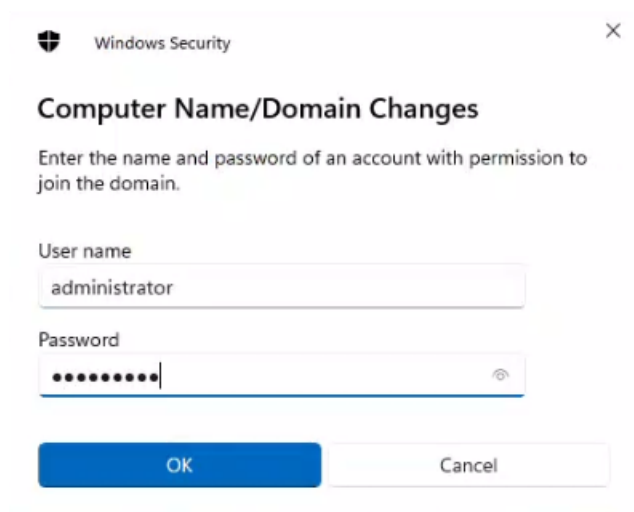 Windows Security
Computer Name/Domain Changes
Enter the name and password of an account with permission to
join the domain.
User name
administrator
Password
•••••••••
OK
Cancel